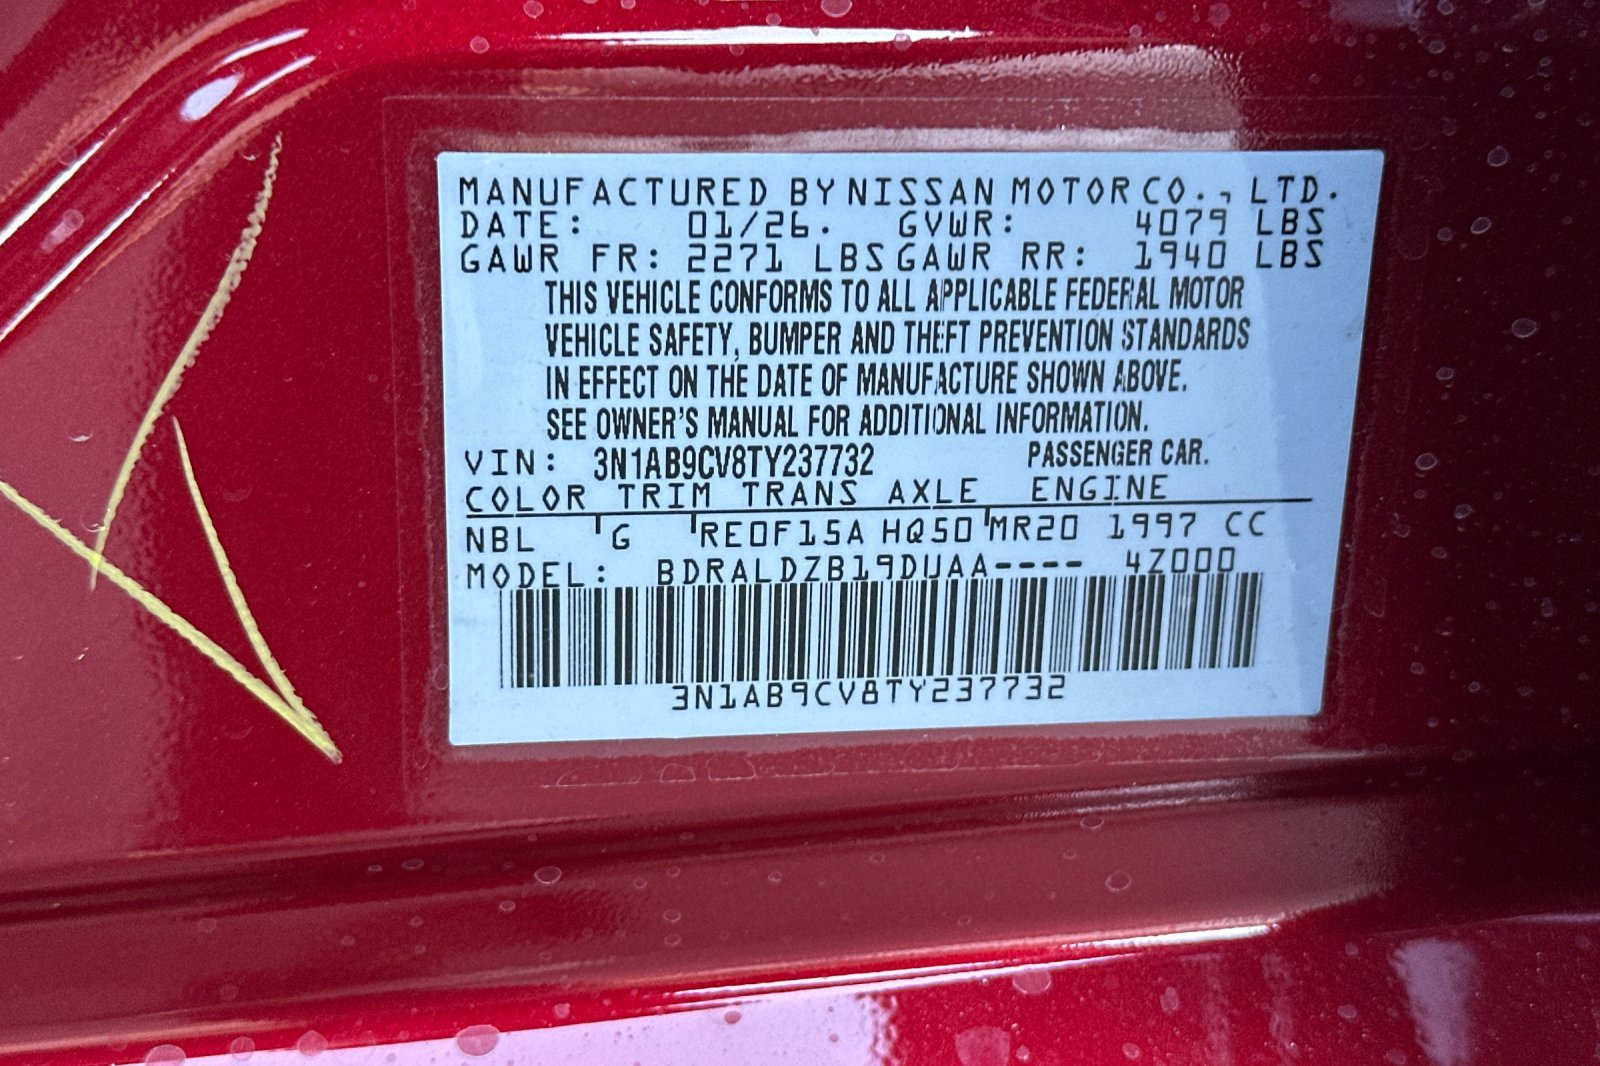 MANUFACTURED BY NISSAN MOTOR CO., LTD.
DATE: 01/26. GVWR: 4079 LBS
GAWR FR: 2271 LBS GAWR RR: 1940 LBS
THIS VEHICLE CONFORMS TO ALL APPLICABLE FEDERAL MOTOR
VEHICLE SAFETY, BUMPER AND THEFT PREVENTION STANDARDS
IN EFFECT ON THE DATE OF MANUFACTURE SHOWN ABOVE.
SEE OWNER'S MANUAL FOR ADDITIONAL INFORMATION.
VIN: 3N1AB9CV8TY237732 PASSENGER CAR.
COLOR TRIM TRANS AXLE ENGINE
NBL G RE0F15A HQ50 MR20 1997 CC
MODEL: BDRALDZB19DUAA---- 4Z000
3N1AB9CV8TY237732